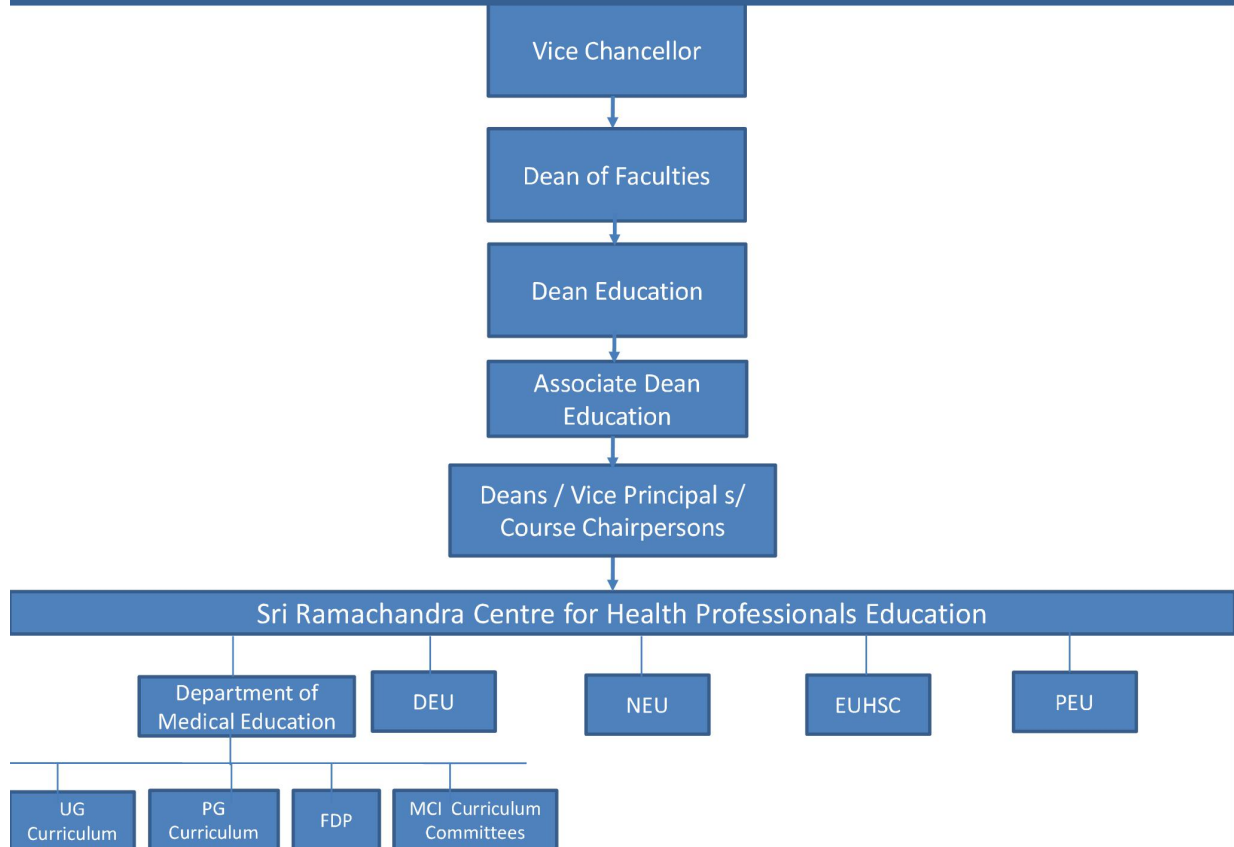 Vice Chancellor
Dean of Faculties
Dean Education
Associate Dean
Education
Deans / Vice Principal s/
Course Chairpersons
Sri Ramachandra Centre for Health Professionals Education
Department of
Medical Education
DEU
NEU
EUHSC
PEU
UG
Curriculum
PG
Curriculum
FDP
MCI  Curriculum
Committees